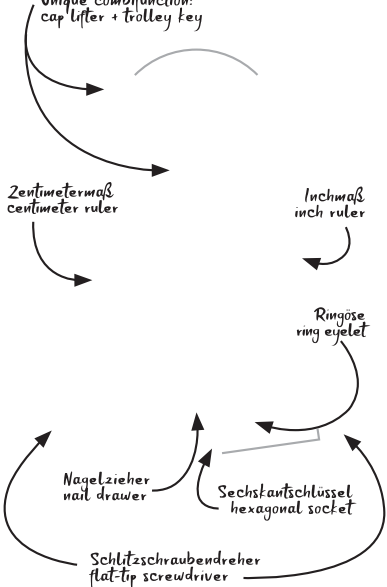 Unique combifunction:
cap lifter + trolley key
Zentimetermaß
centimeter ruler
Inchmaß
inch ruler
Ringöse
ring eyelet
Nagelzieher
nail drawer
Sechskantschlüssel
hexagonal socket
Schlitzschraubendreher
flat-tip screwdriver